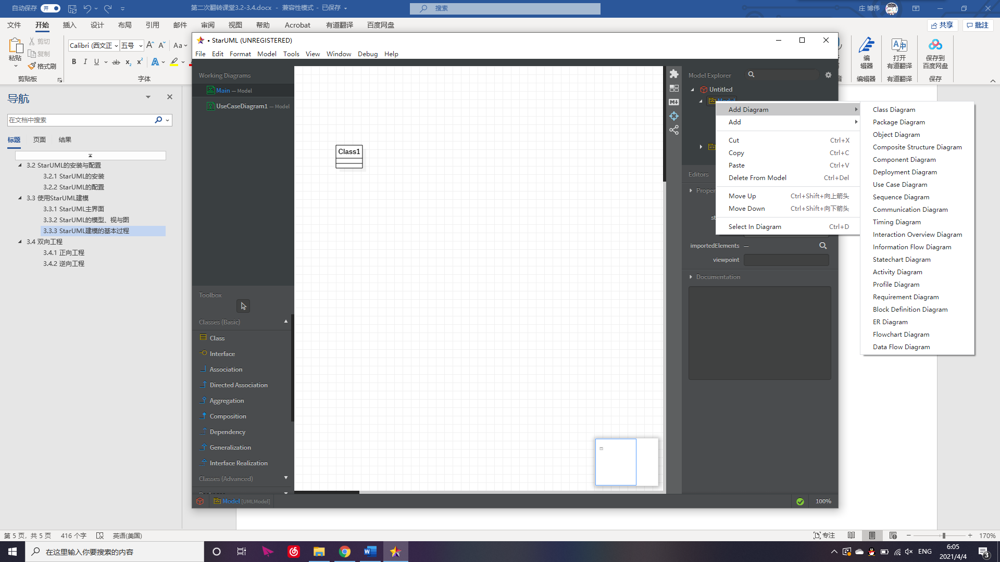 自动保存 开
第二次翻转课堂3.2-3.4.docx - 兼容性模式 - 已保存
搜索
庄 博伟
文件 开始 插入 设计 布局 引用 邮件 审阅 视图 帮助 Acrobat 有道翻译 百度网盘
共享 批注
粘贴
剪切
复制
格式刷
剪贴板
Calibri (西文正 五号 A A Aa
B I U ab x₂ x² A
字体
编
辑器
编辑器
打开
有道翻译
有道翻译
保存到
百度网盘
保存
导航
在文档中搜索
标题 页面 结果
3.2 StarUML的安装与配置
3.2.1 StarUML的安装
3.2.2 StarUML的配置
3.3 使用StarUML建模
3.3.1 StarUML主界面
3.3.2 StarUML的模型、视与图
3.3.3 StarUML建模的基本过程
3.4 双向工程
3.4.1 正向工程
3.4.2 逆向工程
• StarUML (UNREGISTERED)
File Edit Format Model Tools View Window Debug Help
Working Diagrams
Main — Model
UseCaseDiagram1 — Model
Toolbox
Classes (Basic)
Class
Interface
Association
Directed Association
Aggregation
Composition
Dependency
Generalization
Interface Realization
Classes (Advanced)
Class1
Model Explorer
Untitled
Model
Editors
Proper
st
importedElements —
viewpoint
Documentation
Add Diagram
Add
Cut Ctrl+X
Copy Ctrl+C
Paste Ctrl+V
Delete From Model Ctrl+Del
Move Up Ctrl+Shift+向上箭头
Move Down Ctrl+Shift+向下箭头
Select In Diagram Ctrl+D
Class Diagram
Package Diagram
Object Diagram
Composite Structure Diagram
Component Diagram
Deployment Diagram
Use Case Diagram
Sequence Diagram
Communication Diagram
Timing Diagram
Interaction Overview Diagram
Information Flow Diagram
Statechart Diagram
Activity Diagram
Profile Diagram
Requirement Diagram
Block Definition Diagram
ER Diagram
Flowchart Diagram
Data Flow Diagram
Model [UMLModel]
100%
第 5 页，共 5 页 416 个字 英语(美国)
专注
170%
在这里输入你要搜索的内容
ENG
6:05
2021/4/4
3